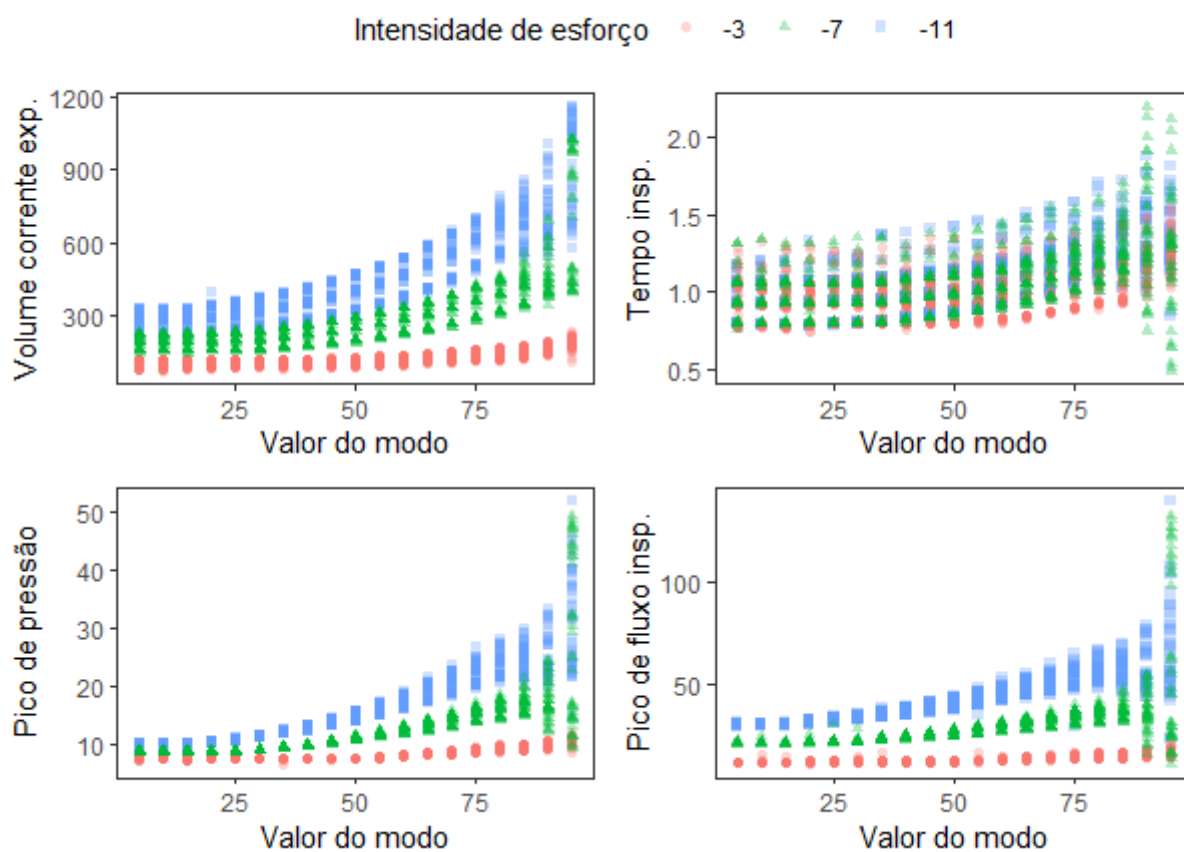 Intensidade de esforço -3 -7 -11
Volume corrente exp.
1200
900
600
300
25 50 75
Valor do modo
Tempo insp.
2.0
1.5
1.0
0.5
25 50 75
Valor do modo
Pico de pressão
50
40
30
20
10
25 50 75
Valor do modo
Pico de fluxo insp.
100
50
25 50 75
Valor do modo